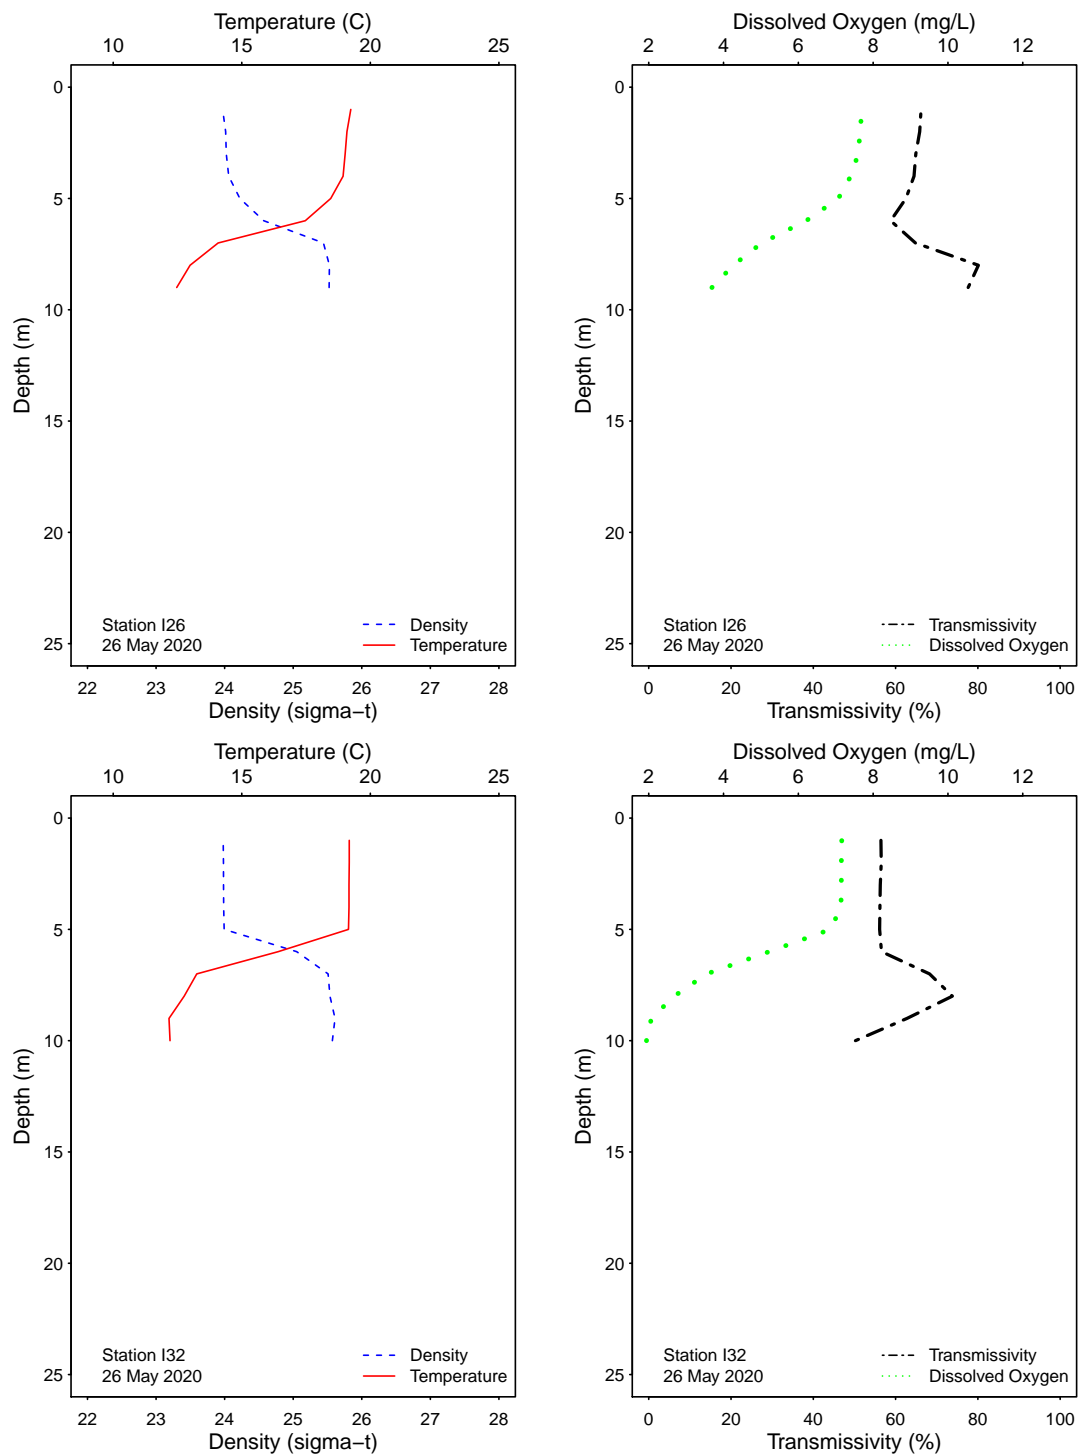 Temperature (C)
10 15 20 25
0
5
10
15
20
25
Depth (m)
Station I26
26 May 2020
Density
Temperature
22 23 24 25 26 27 28
Density (sigma−t)
Dissolved Oxygen (mg/L)
2 4 6 8 10 12
0
5
10
15
20
25
Depth (m)
Station I26
26 May 2020
Transmissivity
Dissolved Oxygen
0 20 40 60 80 100
Transmissivity (%)
Temperature (C)
10 15 20 25
0
5
10
15
20
25
Depth (m)
Station I32
26 May 2020
Density
Temperature
22 23 24 25 26 27 28
Density (sigma−t)
Dissolved Oxygen (mg/L)
2 4 6 8 10 12
0
5
10
15
20
25
Depth (m)
Station I32
26 May 2020
Transmissivity
Dissolved Oxygen
0 20 40 60 80 100
Transmissivity (%)